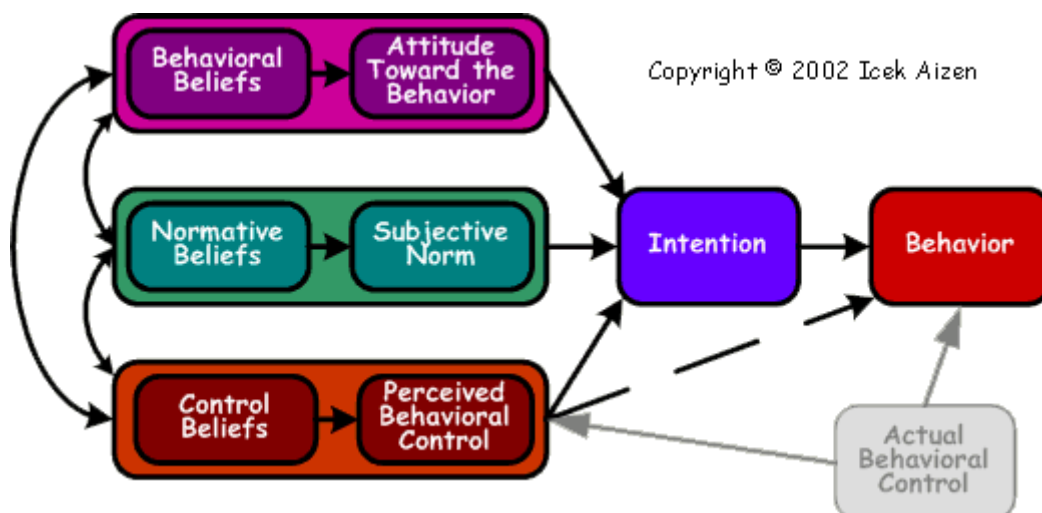 Behavioral
Beliefs
Attitude
Toward the
Behavior
Copyright © 2002 Icek Aizen
Normative
Beliefs
Subjective
Norm
Intention
Behavior
Control
Beliefs
Perceived
Behavioral
Control
Actual
Behavioral
Control